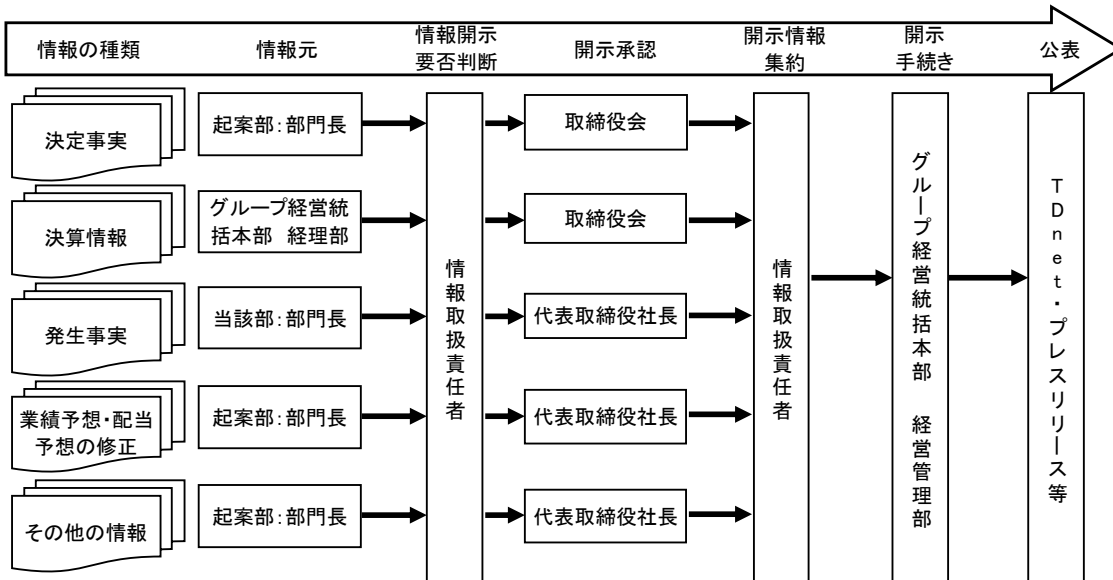 情報の種類
情報元
情報開示
要否判断
開示承認
開示情報
集約
開示
手続き
公表
決定事実
起案部：部門長
取締役会
決算情報
グループ経営統
括本部　経理部
取締役会
発生事実
当該部：部門長
代表取締役社長
業績予想・配当
予想の修正
起案部：部門長
代表取締役社長
その他の情報
起案部：部門長
代表取締役社長
情報取扱責任者
情報取扱責任者
グループ経営統括本部　経営管理部
TDnet・プレスリリース等